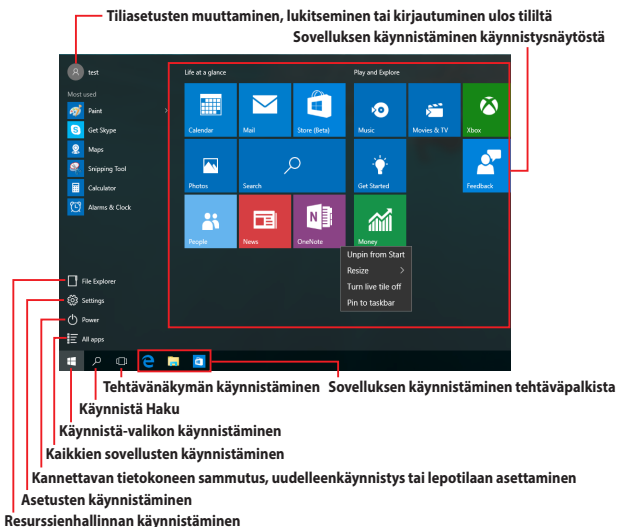 Tiliasetusten muuttaminen, lukitseminen tai kirjautuminen ulos tililtä
Sovelluksen käynnistäminen käynnistysnäytöstä
test
Life at a glance
Play and Explore
Most used
Paint
Get Skype
Maps
Snipping Tool
Calculator
Alarms & Clock
Calendar
Mail
Store (Beta)
Music
Movies & TV
Xbox
Photos
Search
Get Started
Feedback
People
News
OneNote
Money
Unpin from Start
Resize
Turn live tile off
Pin to taskbar
File Explorer
Settings
Power
All apps
Tehtävänäkymän käynnistäminen
Sovelluksen käynnistäminen tehtäväpalkista
Käynnistä Haku
Käynnistä-valikon käynnistäminen
Kaikkien sovellusten käynnistäminen
Kannettavan tietokoneen sammutus, uudelleenkäynnistys tai lepotilaan asettaminen
Asetusten käynnistäminen
Resurssienhallinnan käynnistäminen